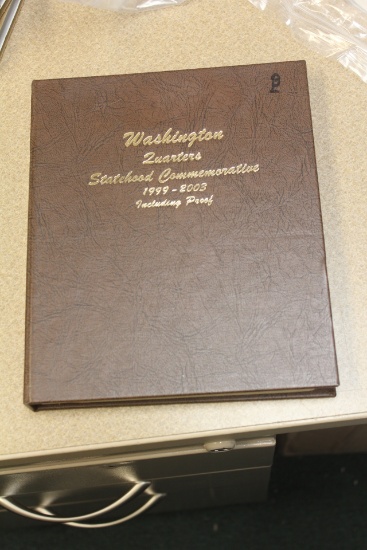 Washington
Quarters
Statehood Commemorative
1999-2003
Including Proof